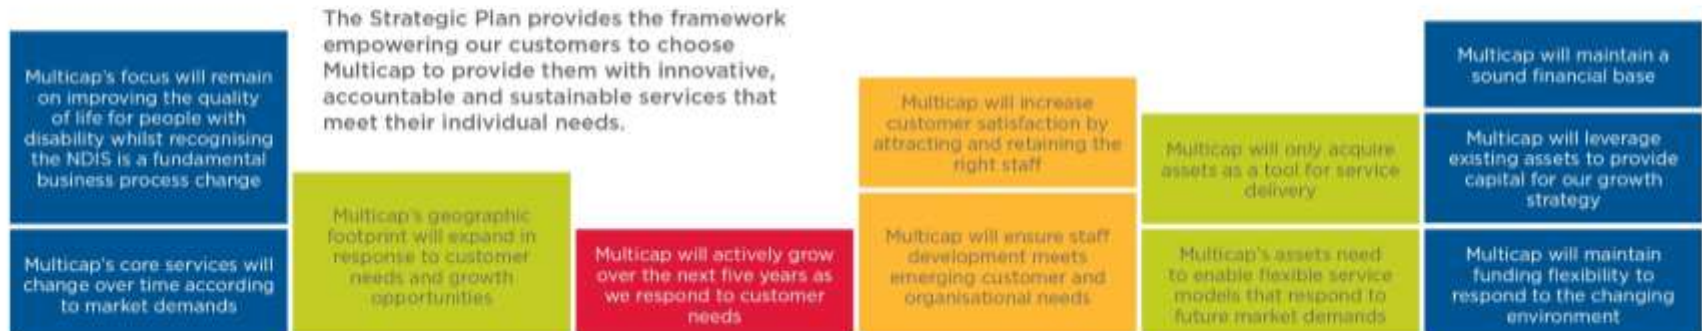 The Strategic Plan provides the framework
empowering our customers to choose
Multicap to provide them with innovative,
accountable and sustainable services that
meet their individual needs.
Multicap's focus will remain
on improving the quality
of life for people with
disability whilst recognising
the NDIS is a fundamental
business process change
Multicap's core services will
change over time according
to market demands
Multicap's geographic
footprint will expand in
response to customer
needs and growth
opportunities
Multicap will actively grow
over the next five years as
we respond to customer
needs
Multicap will increase
customer satisfaction by
attracting and retaining the
right staff
Multicap will ensure staff
development meets
emerging customer and
organisational needs
Multicap will only acquire
assets as a tool for service
delivery
Multicap's assets need
to enable flexible service
models that respond to
future market demands
Multicap will maintain a
sound financial base
Multicap will leverage
existing assets to provide
capital for our growth
strategy
Multicap will maintain
funding flexibility to
respond to the changing
environment